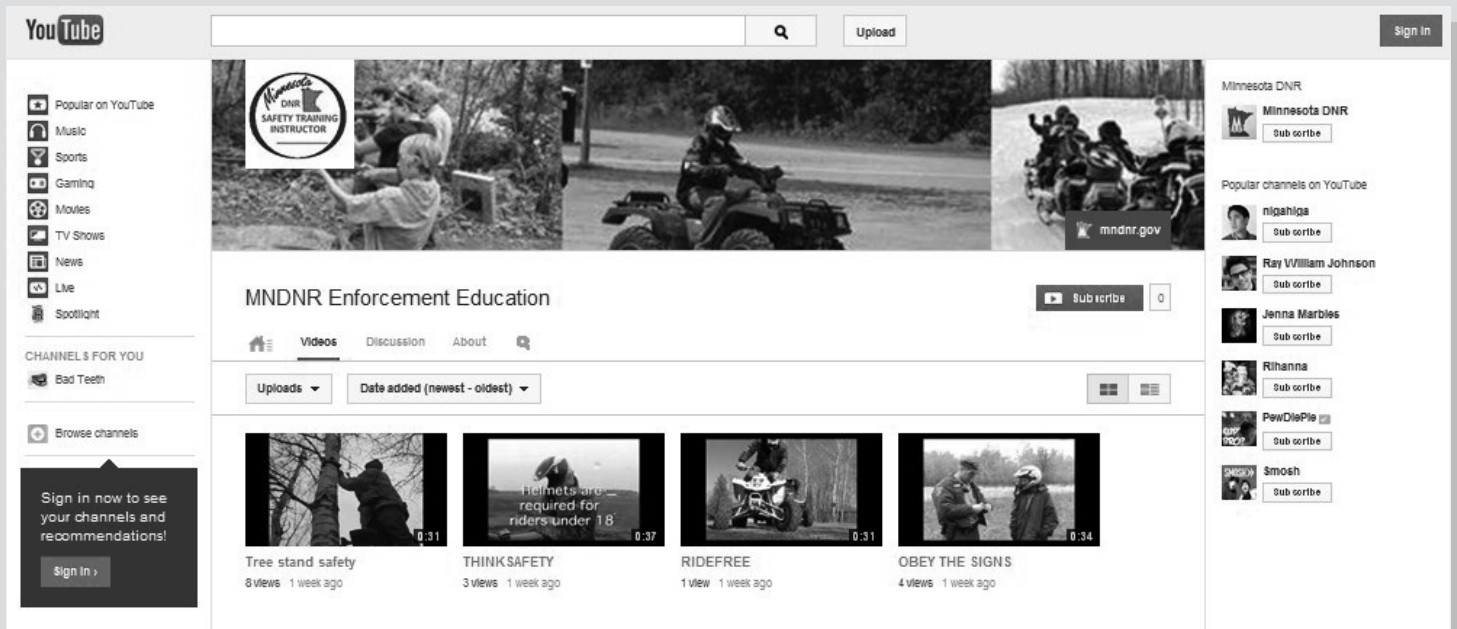 YouTube
Upload
Sign In
Popular on YouTube
Music
Sports
Gaming
Movies
TV Shows
News
Live
Spotlight
CHANNELS FOR YOU
Bad Teeth
Browse channels
Sign in now to see
your channels and
recommendations!
Sign In ›
Minnesota
DNR
SAFETY TRAINING
INSTRUCTOR
mndnr.gov
MNDNR Enforcement Education
Subscribe 0
Videos Discussion About
Uploads Date added (newest - oldest)
0:31
Tree stand safety
8 views 1 week ago
Helmets are
required for
riders under 18
0:37
THINKSAFETY
3 views 1 week ago
0:31
RIDEFREE
1 view 1 week ago
0:34
OBEY THE SIGNS
4 views 1 week ago
Minnesota DNR
Minnesota DNR
Subscribe
Popular channels on YouTube
nigahiga
Subscribe
Ray William Johnson
Subscribe
Jenna Marbles
Subscribe
Rihanna
Subscribe
PewDiePie
Subscribe
SMOSH
Smosh
Subscribe